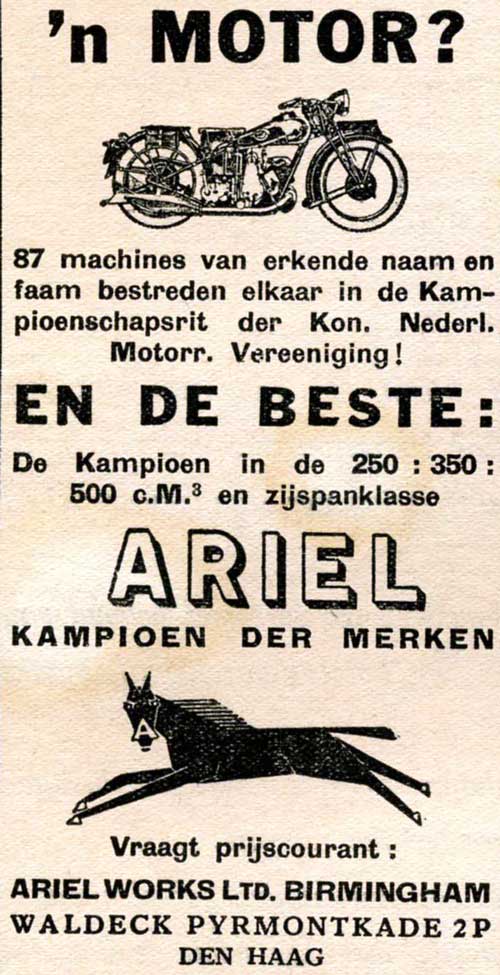 'n MOTOR?
87 machines van erkende naam en
faam bestreden elkaar in de Kam-
pioenschapsrit der Kon. Nederl.
Motorr. Vereeniging!
EN DE BESTE:
De Kampioen in de 250 : 350 :
500 c.M.³ en zijspanklasse
ARIEL
KAMPIOEN DER MERKEN
A
Vraagt prijscourant :
ARIEL WORKS LTD. BIRMINGHAM
WALDECK PYRMONTKADE 2P
DEN HAAG